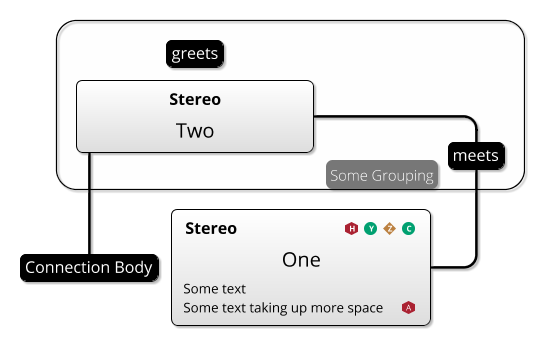 greets
Stereo
Two
meets
Some Grouping
Stereo H Y Z C
One
Connection Body
Some text
Some text taking up more space A